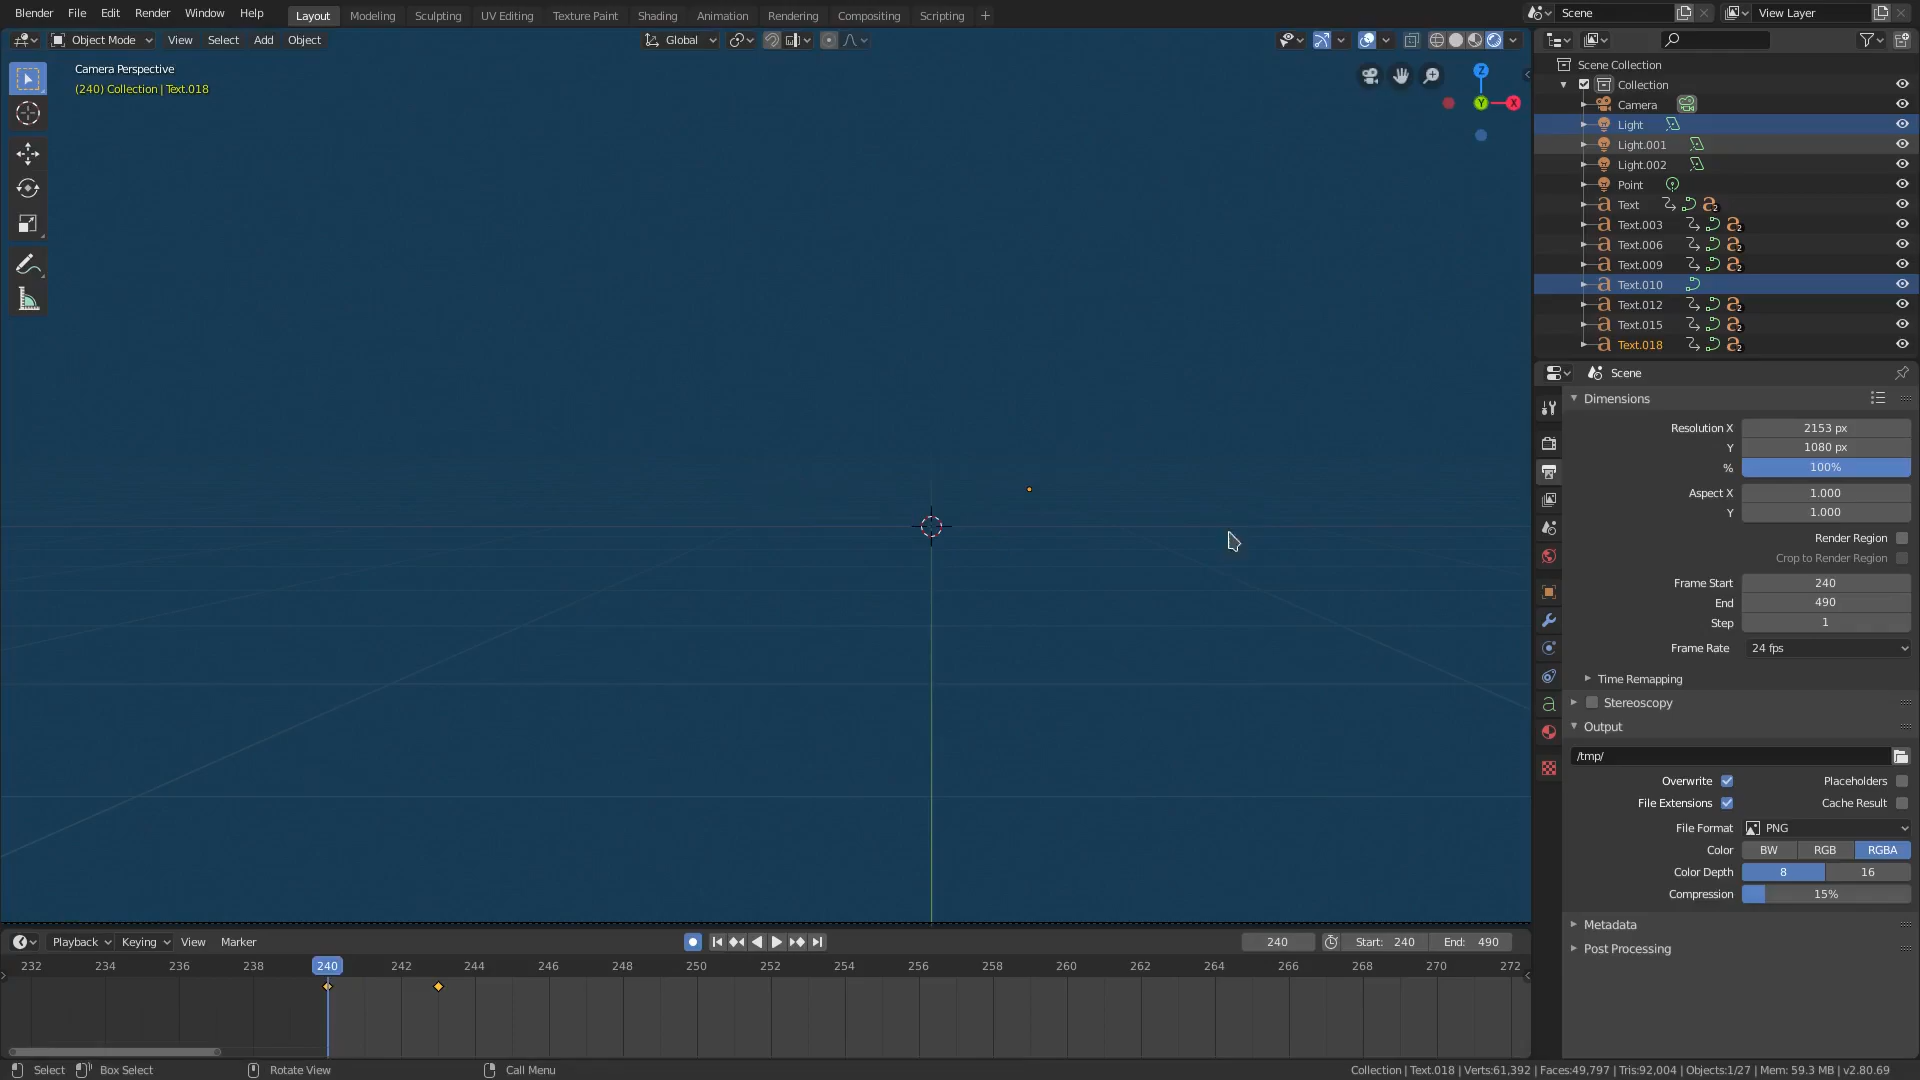 Blender File Edit Render Window Help Layout Modeling Sculpting UV Editing Texture Paint Shading Animation Rendering Compositing Scripting + Scene View Layer
Object Mode View Select Add Object Global
Camera Perspective
(240) Collection | Text.018
Z
Y
X
Scene Collection
Collection
Camera
Light
Light.001
Light.002
Point
Text 2
Text.003 2
Text.006 2
Text.009 2
Text.010
Text.012 2
Text.015 2
Text.018 2
Scene
Dimensions
Resolution X 2153 px
Y 1080 px
% 100%
Aspect X 1.000
Y 1.000
Render Region
Crop to Render Region
Frame Start 240
End 490
Step 1
Frame Rate 24 fps
Time Remapping
Stereoscopy
Output
/tmp/
Overwrite Placeholders
File Extensions Cache Result
File Format PNG
Color BW RGB RGBA
Color Depth 8 16
Compression 15%
Metadata
Post Processing
Playback Keying View Marker 240 Start: 240 End: 490
232 234 236 238 240 242 244 246 248 250 252 254 256 258 260 262 264 266 268 270 272
Select Box Select Rotate View Call Menu Collection | Text.018 | Verts:61,392 | Faces:49,797 | Tris:92,004 | Objects:1/27 | Mem: 59.3 MB | v2.80.69